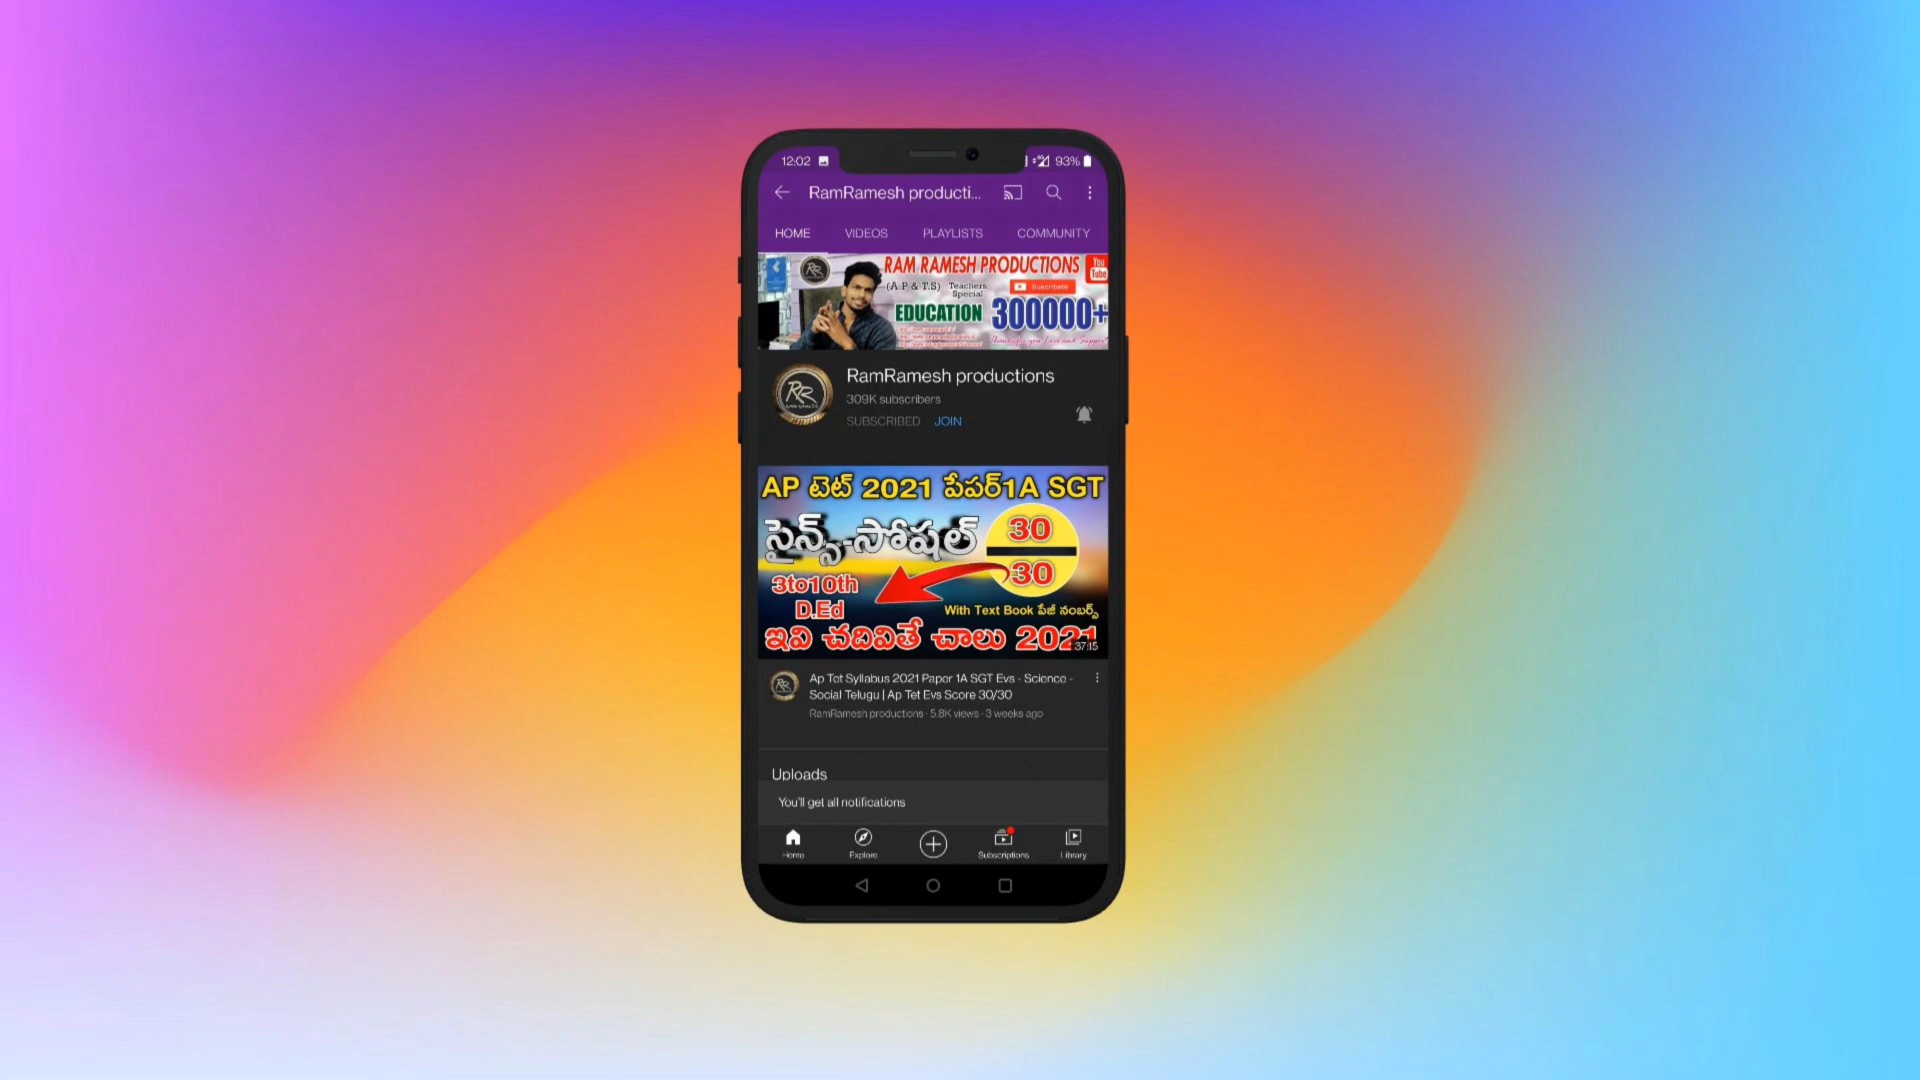 12:02
93%
RamRamesh producti...
HOME VIDEOS PLAYLISTS COMMUNITY
RAM RAMESH PRODUCTIONS
You Tube
(A.P & T.S) Teachers Special
EDUCATION 300000+
RamRamesh productions
309K subscribers
SUBSCRIBED JOIN
AP టెట్ 2021 పేపర్1A SGT
సైన్స్-సోషల్ 30
30
3to10th
D.Ed
With Text Book పేజీ నంబర్స్
ఇవి చదివితే చాలు 2021
37:15
Ap Tet Syllabus 2021 Paper 1A SGT Evs - Science -
Social Telugu | Ap Tet Evs Score 30/30
RamRamesh productions · 5.8K views · 3 weeks ago
Uploads
You'll get all notifications
Home Explore Subscriptions Library